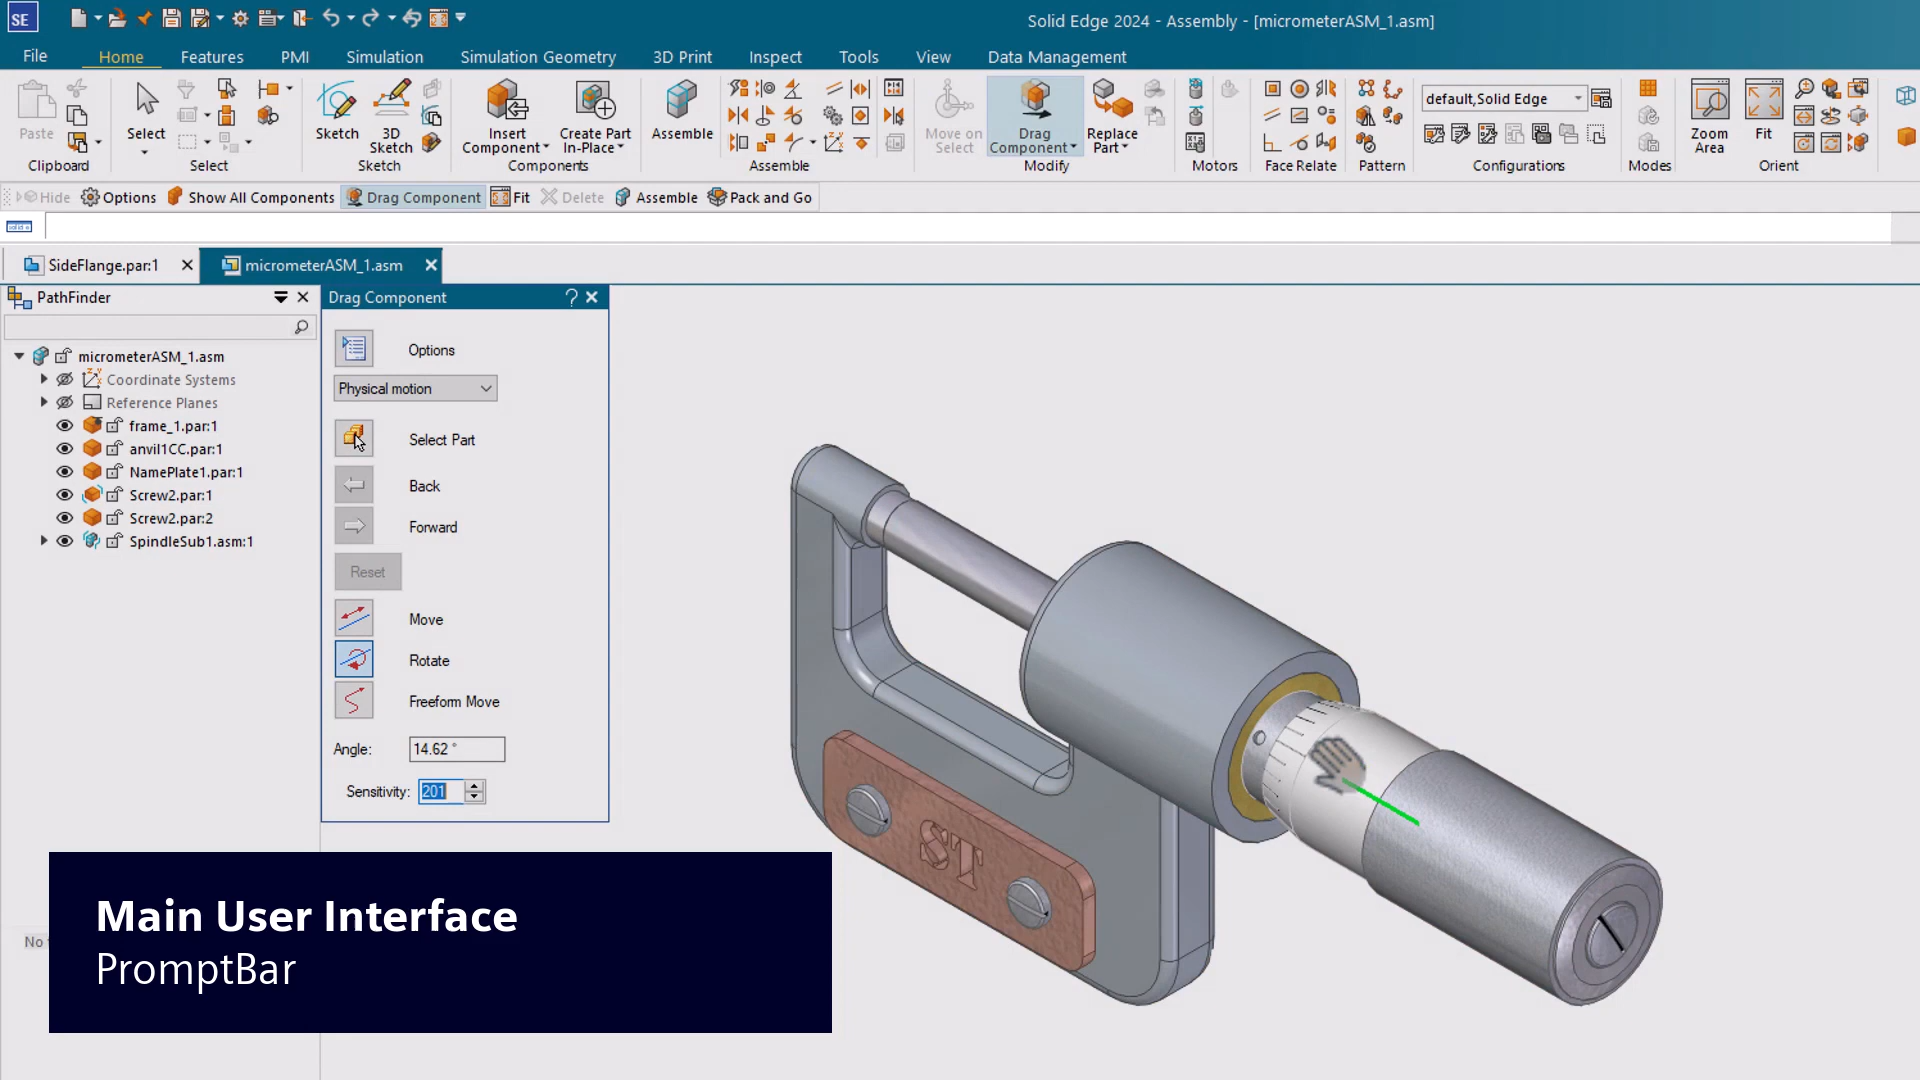 SE
Solid Edge 2024 - Assembly - [micrometerASM_1.asm]
File Home Features PMI Simulation Simulation Geometry 3D Print Inspect Tools View Data Management
Paste
Select
Sketch
3D Sketch
Insert Component
Create Part In-Place
Assemble
Move on Select
Drag Component
Replace Part
default,Solid Edge
Zoom Area
Fit
Clipboard Select Sketch Components Assemble Modify Motors Face Relate Pattern Configurations Modes Orient
Hide Options Show All Components Drag Component Fit Delete Assemble Pack and Go
SideFlange.par:1 micrometerASM_1.asm
PathFinder
micrometerASM_1.asm
Coordinate Systems
Reference Planes
frame_1.par:1
anvil1CC.par:1
NamePlate1.par:1
Screw2.par:1
Screw2.par:2
SpindleSub1.asm:1
No
Drag Component ?
Options
Physical motion
Select Part
Back
Forward
Reset
Move
Rotate
Freeform Move
Angle: 14.62 °
Sensitivity: 201
ST
Main User Interface
PromptBar